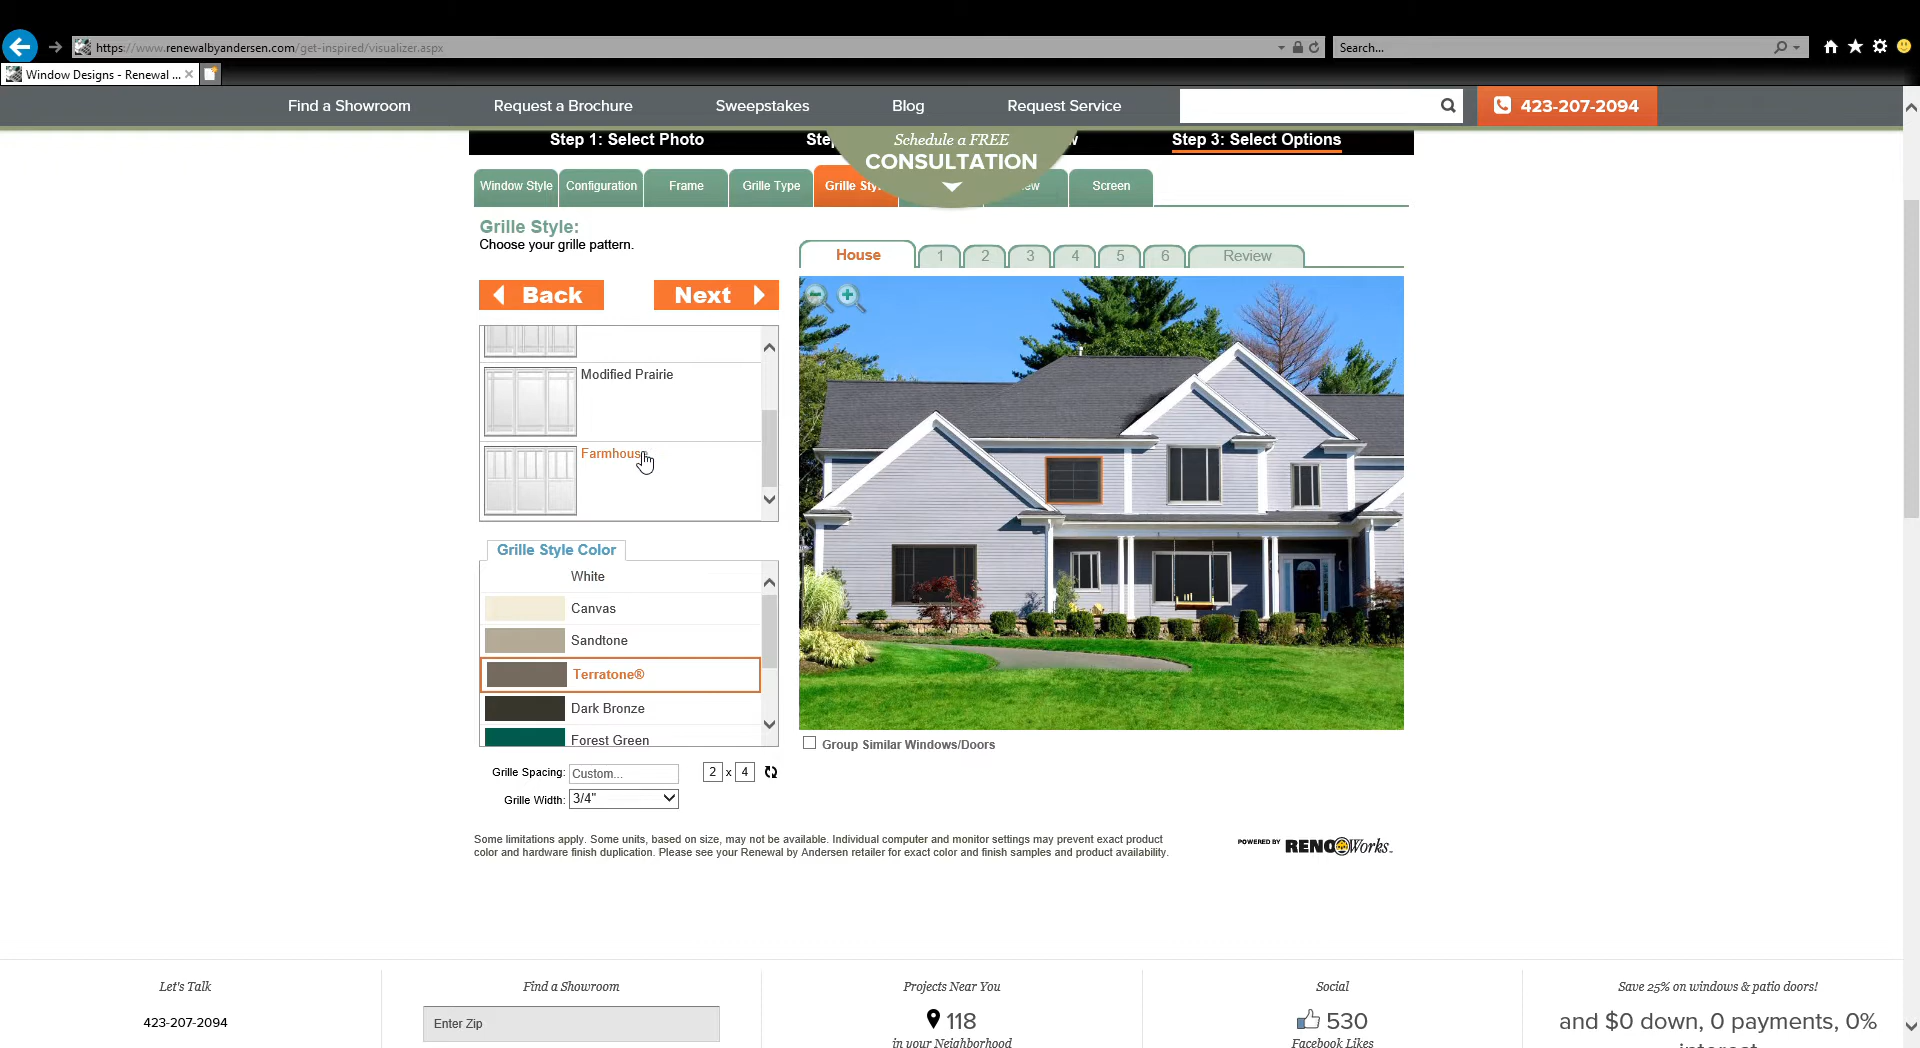 https://www.renewalbyandersen.com/get-inspired/visualizer.aspx
Search...
Window Designs - Renewal ...
Find a Showroom
Request a Brochure
Sweepstakes
Blog
Request Service
423-207-2094
Step 1: Select Photo
Schedule a FREE
CONSULTATION
Step 3: Select Options
Window Style
Configuration
Frame
Grille Type
Grille
Screen
Grille Style:
Choose your grille pattern.
Back
Next
House
1
2
3
4
5
6
Review
Modified Prairie
Farmhouse
Grille Style Color
White
Canvas
Sandtone
Terratone®
Dark Bronze
Forest Green
Grille Spacing: Custom... 2 x 4
Grille Width: 3/4"
Group Similar Windows/Doors
Some limitations apply. Some units, based on size, may not be available. Individual computer and monitor settings may prevent exact product
color and hardware finish duplication. Please see your Renewal by Andersen retailer for exact color and finish samples and product availability.
POWERED BY RENOWorks
Let's Talk
423-207-2094
Find a Showroom
Enter Zip
Projects Near You
118
in your Neighborhood
Social
530
Facebook Likes
Save 25% on windows & patio doors!
and $0 down, 0 payments, 0%